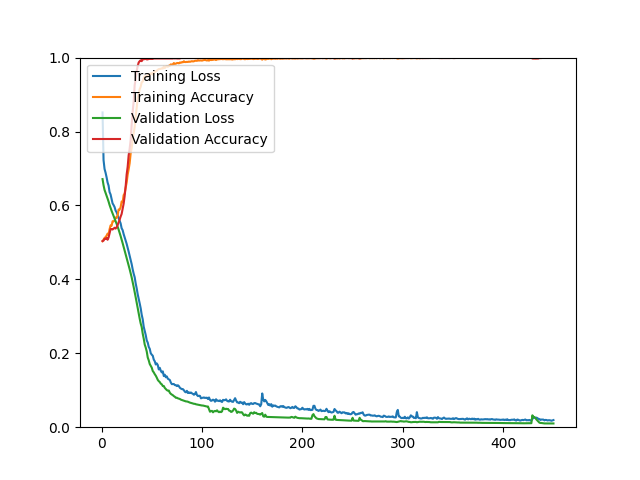 1.0
0.8
0.6
0.4
0.2
0.0
Training Loss
Training Accuracy
Validation Loss
Validation Accuracy
0 100 200 300 400